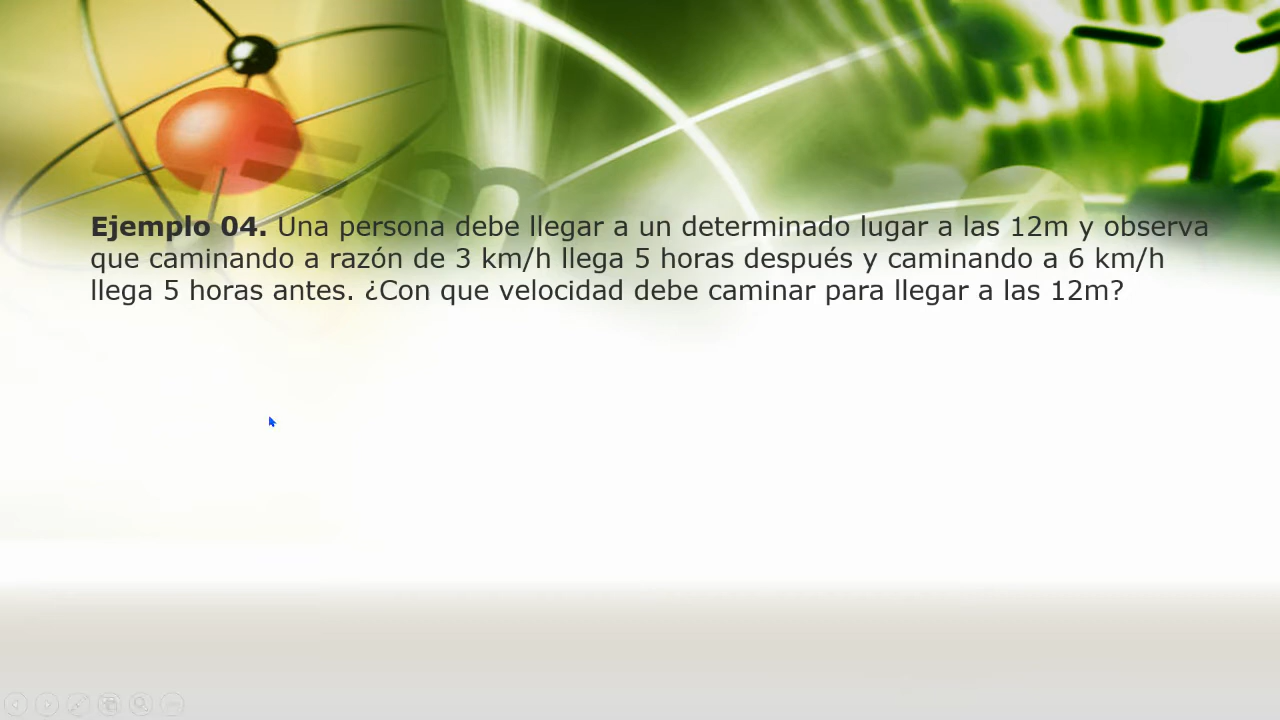 Ejemplo 04. Una persona debe llegar a un determinado lugar a las 12m y observa
que caminando a razón de 3 km/h llega 5 horas después y caminando a 6 km/h
llega 5 horas antes. ¿Con que velocidad debe caminar para llegar a las 12m?